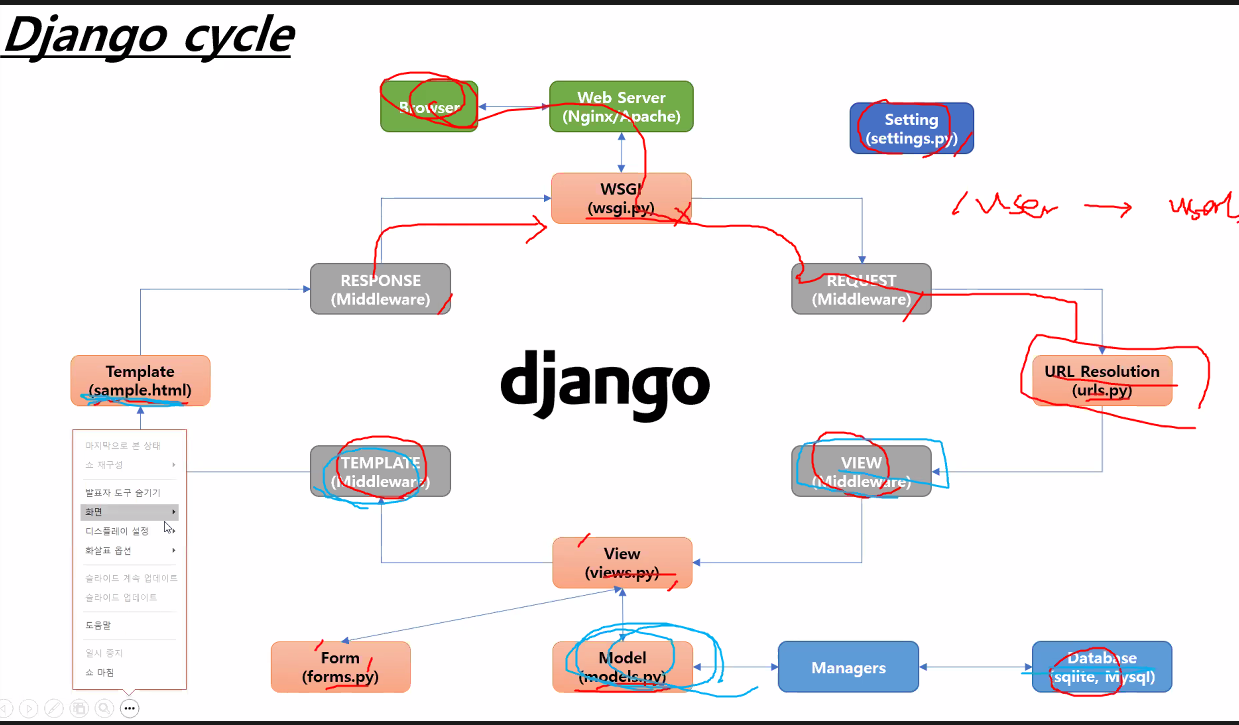 Django cycle
Browser
Web Server
(Nginx/Apache)
Setting
(settings.py)
WSGI
(wsgi.py)
/User →
RESPONSE
(Middleware)
REQUEST
(Middleware)
Template
(sample.html)
django
URL Resolution
(urls.py)
마지막으로 본 상태
쇼 재구성
발표자 도구 숨기기
화면
디스플레이 설정
화살표 옵션
슬라이드 계속 업데이트
슬라이드 업데이트
도움말
일시 중지
쇼 마침
TEMPLATE
(Middleware)
VIEW
(Middleware)
View
(views.py)
Form
(forms.py)
Model
(models.py)
Managers
Database
(sqlite, Mysql)